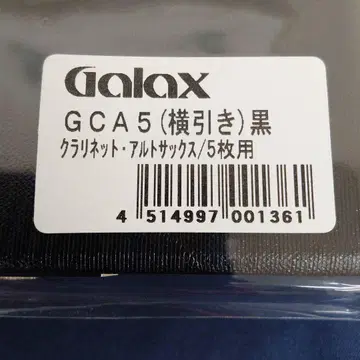 Galax
GCA5(横引き)黒
クラリネット・アルトサックス/5枚用
4 514997 001361